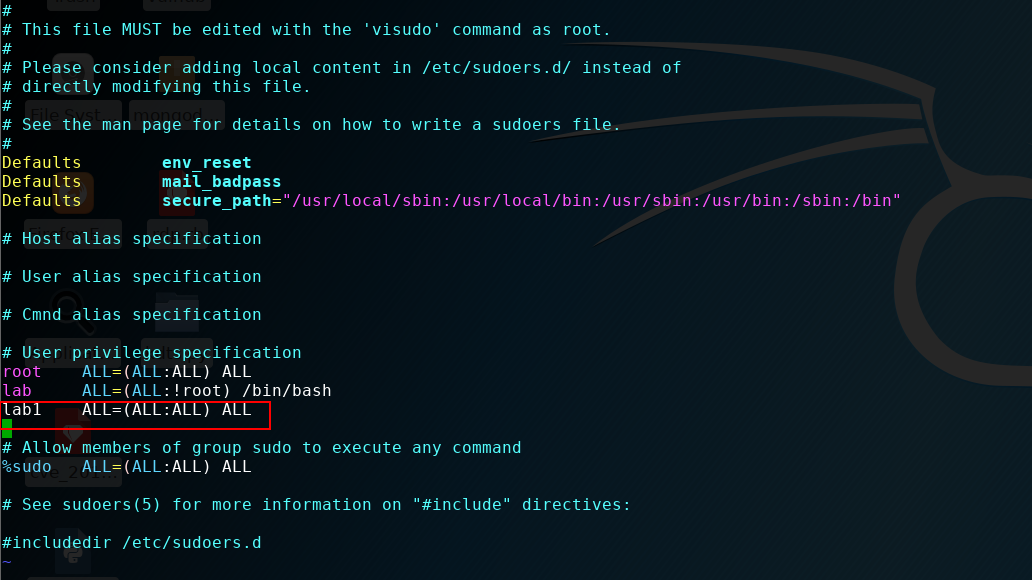 #
# This file MUST be edited with the 'visudo' command as root.
#
# Please consider adding local content in /etc/sudoers.d/ instead of
# directly modifying this file.
#
# See the man page for details on how to write a sudoers file.
#
Defaults        env_reset
Defaults        mail_badpass
Defaults        secure_path="/usr/local/sbin:/usr/local/bin:/usr/sbin:/usr/bin:/sbin:/bin"

# Host alias specification

# User alias specification

# Cmnd alias specification

# User privilege specification
root    ALL=(ALL:ALL) ALL
lab     ALL=(ALL:!root) /bin/bash
lab1    ALL=(ALL:ALL) ALL

# Allow members of group sudo to execute any command
%sudo   ALL=(ALL:ALL) ALL

# See sudoers(5) for more information on "#include" directives:

#includedir /etc/sudoers.d
~